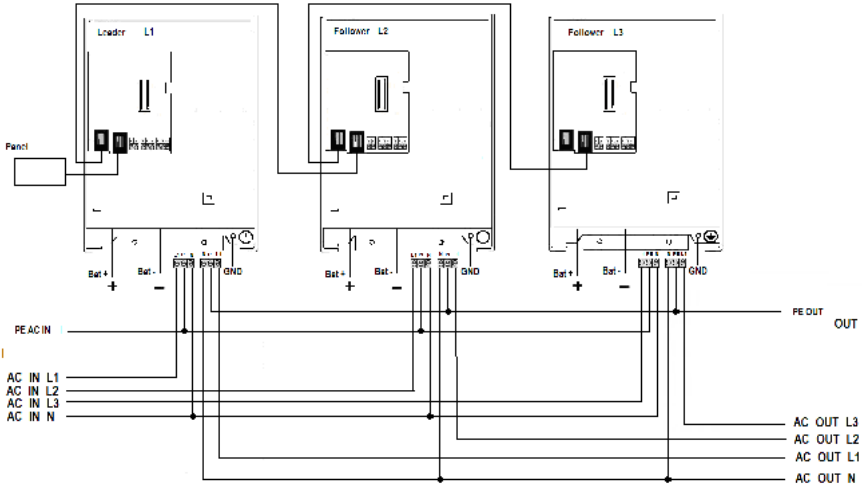 Leader L1
Follower L2
Follower L3
Panel
Bat+
Bat-
GND
Bat+
Bat-
GND
Bat+
Bat-
GND
+
−
+
−
+
−
PE AC IN
PE OUT
OUT
AC IN L1
AC IN L2
AC IN L3
AC IN N
AC OUT L3
AC OUT L2
AC OUT L1
AC OUT N